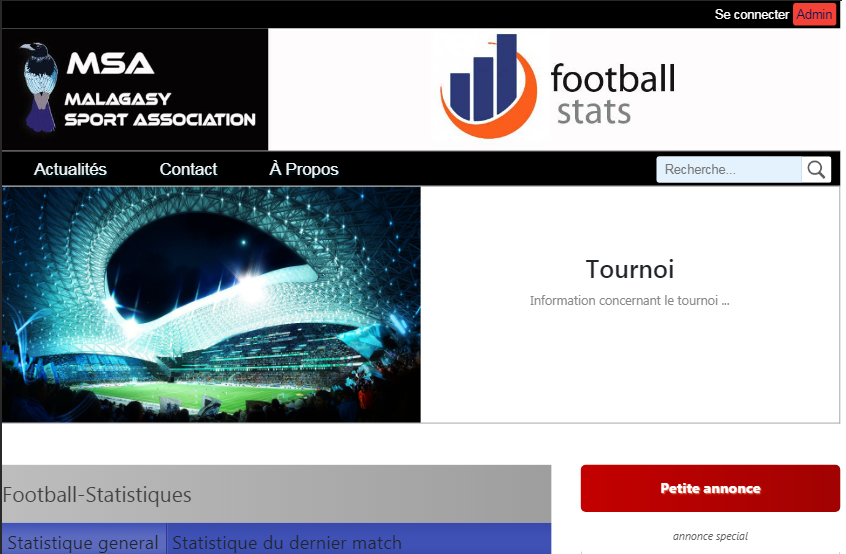 Se connecter Admin
MSA
MALAGASY
SPORT ASSOCIATION
football
stats
Actualités Contact À Propos Recherche...
Tournoi
Information concernant le tournoi ...
Football-Statistiques
Petite annonce
annonce special
Statistique general Statistique du dernier match